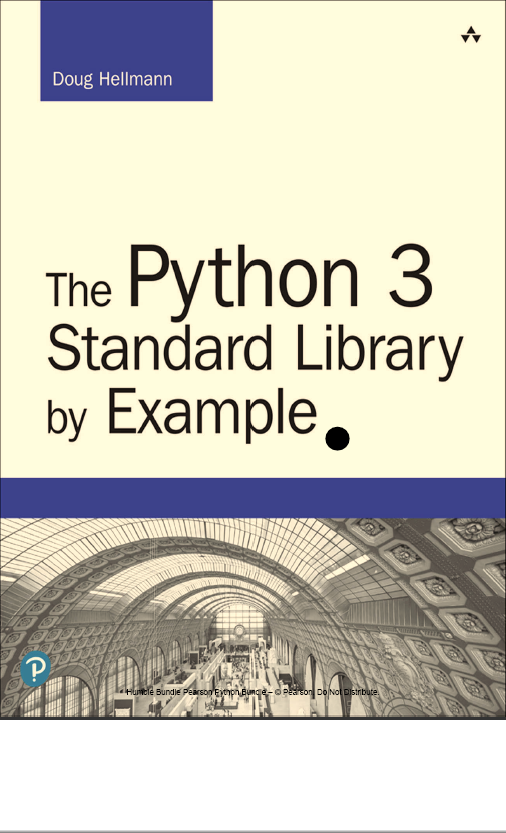 Doug Hellmann
The Python 3
Standard Library
by Example
Humble Bundle Pearson Python Bundle – © Pearson. Do Not Distribute.